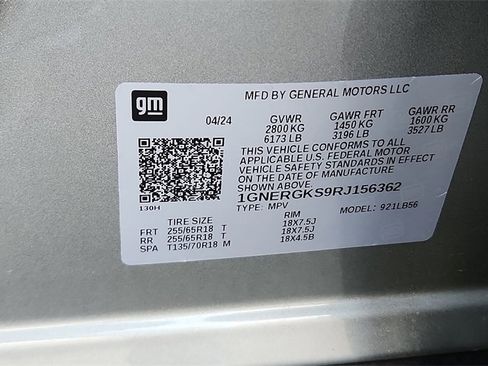 gm
MFD BY GENERAL MOTORS LLC
04/24 GVWR GAWR FRT GAWR RR
2800 KG 1450 KG 1600 KG
6173 LB 3196 LB 3527 LB
THIS VEHICLE CONFORMS TO ALL
APPLICABLE U.S. FEDERAL MOTOR
VEHICLE SAFETY STANDARDS IN EFFECT
ON THE DATE OF MANUFACTURE
SHOWN ABOVE.
1GNERGKS9RJ156362
130H TYPE: MPV MODEL: 921LB56
TIRE SIZE RIM
FRT 255/65R18 T 18X7.5J
RR 255/65R18 T 18X7.5J
SPA T135/70R18 M 18X4.5B